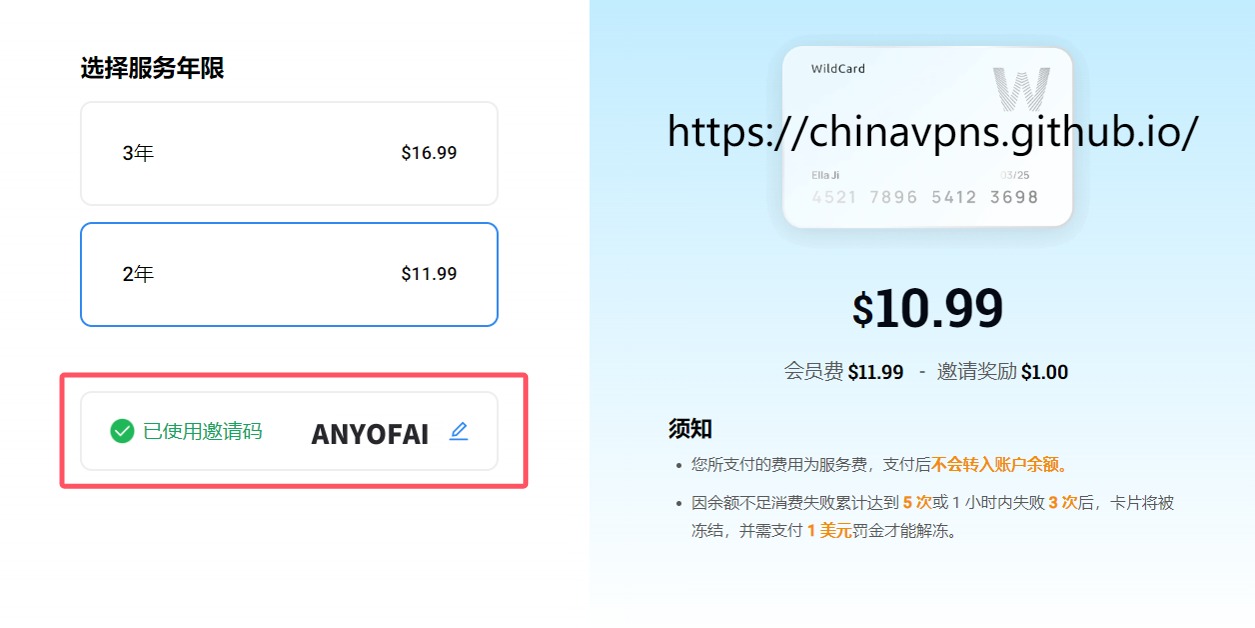 选择服务年限
3年 $16.99
2年 $11.99
已使用邀请码 ANYOFAI
WildCard
W
https://chinavpns.github.io/
Ella Ji 03/25
4521 7896 5412 3698
$10.99
会员费 $11.99 - 邀请奖励 $1.00
须知
• 您所支付的费用为服务费，支付后不会转入账户余额。
• 因余额不足消费失败累计达到 5 次或 1 小时内失败 3 次后，卡片将被
冻结，并需支付 1 美元罚金才能解冻。